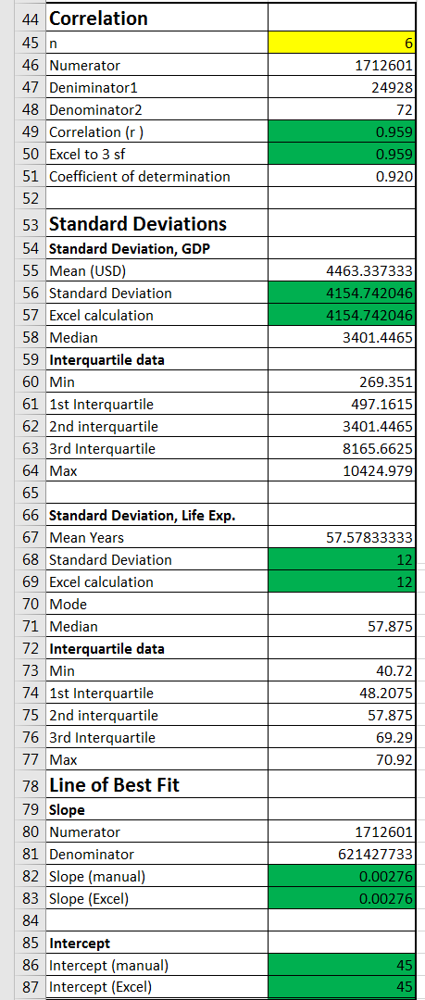 44 Correlation
45 n 6
46 Numerator 1712601
47 Deniminator1 24928
48 Denominator2 72
49 Correlation (r ) 0.959
50 Excel to 3 sf 0.959
51 Coefficient of determination 0.920
52
53 Standard Deviations
54 Standard Deviation, GDP
55 Mean (USD) 4463.337333
56 Standard Deviation 4154.742046
57 Excel calculation 4154.742046
58 Median 3401.4465
59 Interquartile data
60 Min 269.351
61 1st Interquartile 497.1615
62 2nd interquartile 3401.4465
63 3rd Interquartile 8165.6625
64 Max 10424.979
65
66 Standard Deviation, Life Exp.
67 Mean Years 57.57833333
68 Standard Deviation 12
69 Excel calculation 12
70 Mode
71 Median 57.875
72 Interquartile data
73 Min 40.72
74 1st Interquartile 48.2075
75 2nd interquartile 57.875
76 3rd Interquartile 69.29
77 Max 70.92
78 Line of Best Fit
79 Slope
80 Numerator 1712601
81 Denominator 621427733
82 Slope (manual) 0.00276
83 Slope (Excel) 0.00276
84
85 Intercept
86 Intercept (manual) 45
87 Intercept (Excel) 45